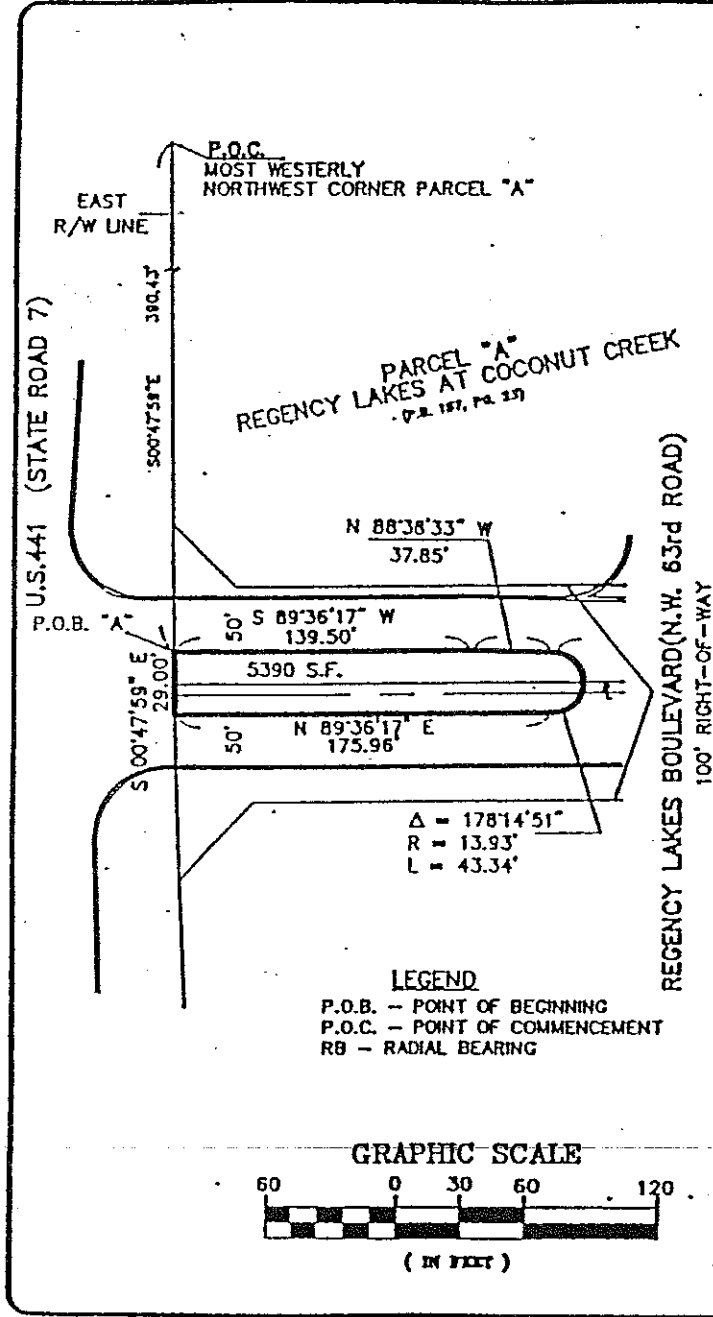 P.O.C.
MOST WESTERLY
NORTHWEST CORNER PARCEL "A"
EAST
R/W LINE
U.S.441 (STATE ROAD 7)
S00°47'59"E 390.43'
PARCEL "A"
REGENCY LAKES AT COCONUT CREEK
(P.B. 157, PG. 25)
N 88°38'33" W
37.85'
P.O.B. "A"
50'
S 89°36'17" W
139.50'
5390 S.F.
S 00°47'59" E
29.00'
50'
N 89°36'17" E
175.96'
Δ = 178°14'51"
R = 13.93'
L = 43.34'
REGENCY LAKES BOULEVARD(N.W. 63rd ROAD)
100' RIGHT-OF-WAY
LEGEND
P.O.B. – POINT OF BEGINNING
P.O.C. – POINT OF COMMENCEMENT
RB – RADIAL BEARING
GRAPHIC SCALE
60 0 30 60 120
( IN FEET )